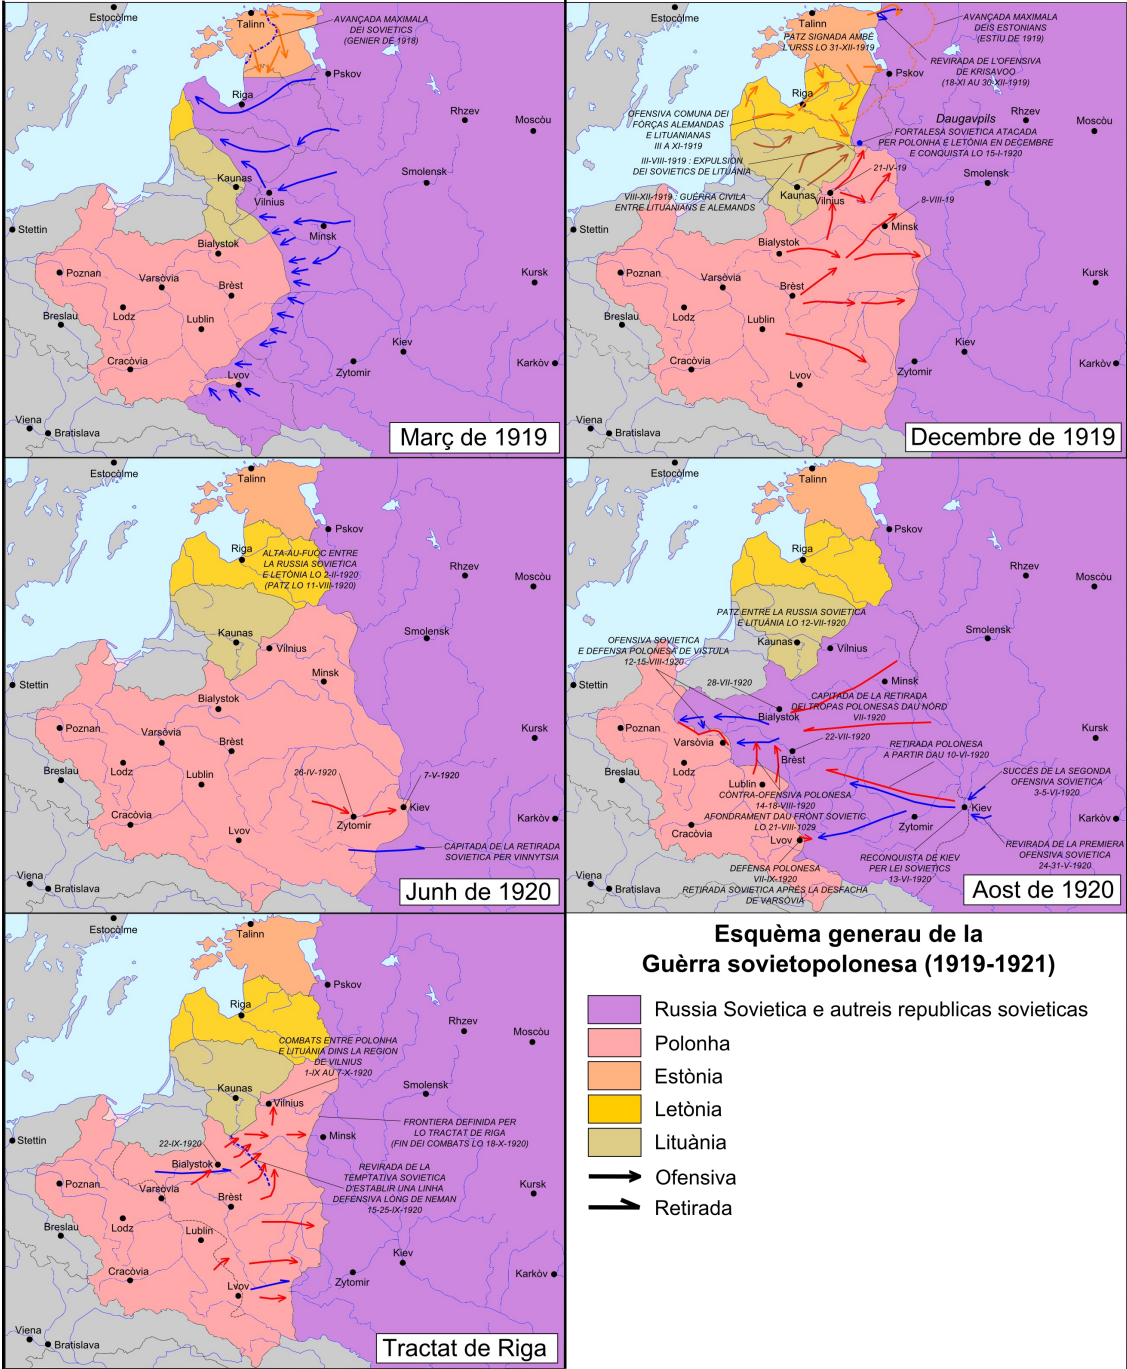 Estocòlme
Talinn
AVANÇADA MAXIMALA
DEI SOVIETICS
(GENIER DE 1918)
Pskov
Riga
Rhzev
Moscòu
Smolensk
Kaunas
Vilnius
Stettin
Minsk
Bialystok
Poznan
Varsòvia
Brèst
Kursk
Breslau
Lodz
Lublin
Kiev
Cracòvia
Lvov
Zytomir
Karkòv
Viena
Bratislava
Març de 1919
Estocòlme
Talinn
AVANÇADA MAXIMALA
DEIS ESTONIANS
(ESTIU DE 1919)
PATZ SIGNADA AMBÉ
L'URSS LO 31-XII-1919
REVIRADA DE L'OFENSIVA
DE KRISAVOO
(18-XI AU 30-XII-1919)
Pskov
Riga
Rhzev
Moscòu
OFENSIVA COMUNA DEI
FÒRÇAS ALEMANDAS
E LITUANIANAS
III A XI-1919
Daugavpils
FORTALESA SOVIETICA ATACADA
PER POLONHA E LETÒNIA EN DECEMBRE
E CONQUISTA LO 15-I-1920
III-VIII-1919 : EXPULSION
DEI SOVIETICS DE LITUÀNIA
21-IV-19
Smolensk
VIII-XII-1919 : GUÈRRA CIVILA
ENTRE LITUANIANS E ALEMANDS
Kaunas
Vilnius
8-VIII-19
Stettin
Minsk
Bialystok
Poznan
Varsòvia
Brèst
Kursk
Breslau
Lodz
Lublin
Kiev
Cracòvia
Lvov
Zytomir
Karkòv
Viena
Bratislava
Decembre de 1919
Estocòlme
Talinn
Pskov
Riga
ALTA-AU-FUÒC ENTRE
LA RUSSIA SOVIETICA
E LETÒNIA LO 2-II-1920
(PATZ LO 11-VIII-1920)
Rhzev
Moscòu
Kaunas
Vilnius
Smolensk
Stettin
Minsk
Bialystok
Poznan
Varsòvia
Brèst
Kursk
Breslau
Lodz
Lublin
26-IV-1920
7-V-1920
Kiev
Cracòvia
Lvov
Zytomir
Karkòv
CAPITADA DE LA RETIRADA
SOVIETICA PER VINNYTSIA
Viena
Bratislava
Junh de 1920
Estocòlme
Talinn
Pskov
Riga
Rhzev
Moscòu
PATZ ENTRE LA RUSSIA SOVIETICA
E LITUÀNIA LO 12-VII-1920
OFENSIVA SOVIETICA
E DEFENSA POLONESA DE VISTULA
12-15-VIII-1920
Kaunas
Vilnius
Smolensk
Stettin
28-VII-1920
Minsk
CAPITADA DE LA RETIRADA
DEI TROPAS POLONESAS DAU NÒRD
VII-1920
Bialystok
Poznan
Varsòvia
22-VII-1920
Brèst
Kursk
RETIRADA POLONESA
A PARTIR DAU 10-VI-1920
Breslau
Lodz
Lublin
SUCCÈS DE LA SEGONDA
OFENSIVA SOVIETICA
3-5-VI-1920
CONTRA-OFENSIVA POLONESA
14-18-VIII-1920
AFONDRAMENT DAU FRÒNT SOVIETIC
LO 21-VIII-1029
Kiev
Cracòvia
Lvov
Zytomir
Karkòv
DEFENSA POLONESA
VII-IX-1920
RETIRADA SOVIETICA APRÈS LA DESFACHA
DE VARSÒVIA
RECONQUISTA DE KIEV
PER LEI SOVIETICS
13-VI-1920
REVIRADA DE LA PREMIERA
OFENSIVA SOVIETICA
24-31-V-1920
Viena
Bratislava
Aost de 1920
Estocòlme
Talinn
Pskov
Riga
Rhzev
Moscòu
COMBATS ENTRE POLONHA
E LITUÀNIA DINS LA REGION
DE VILNIUS
1-IX AU 7-X-1920
Kaunas
Vilnius
Smolensk
FRONTIERA DEFINIDA PER
LO TRACTAT DE RIGA
(FIN DEI COMBATS LO 18-X-1920)
Stettin
22-IX-1920
Minsk
Bialystok
REVIRADA DE LA
TEMPTATIVA SOVIETICA
D'ESTABLIR UNA LINHA
DEFENSIVA LÒNG DE NEMAN
15-25-IX-1920
Poznan
Varsòvia
Brèst
Kursk
Breslau
Lodz
Lublin
Kiev
Cracòvia
Lvov
Zytomir
Karkòv
Viena
Bratislava
Tractat de Riga
Esquèma generau de la
Guèrra sovietopolonesa (1919-1921)
Russia Sovietica e autreis republicas sovieticas
Polonha
Estònia
Letònia
Lituània
Ofensiva
Retirada